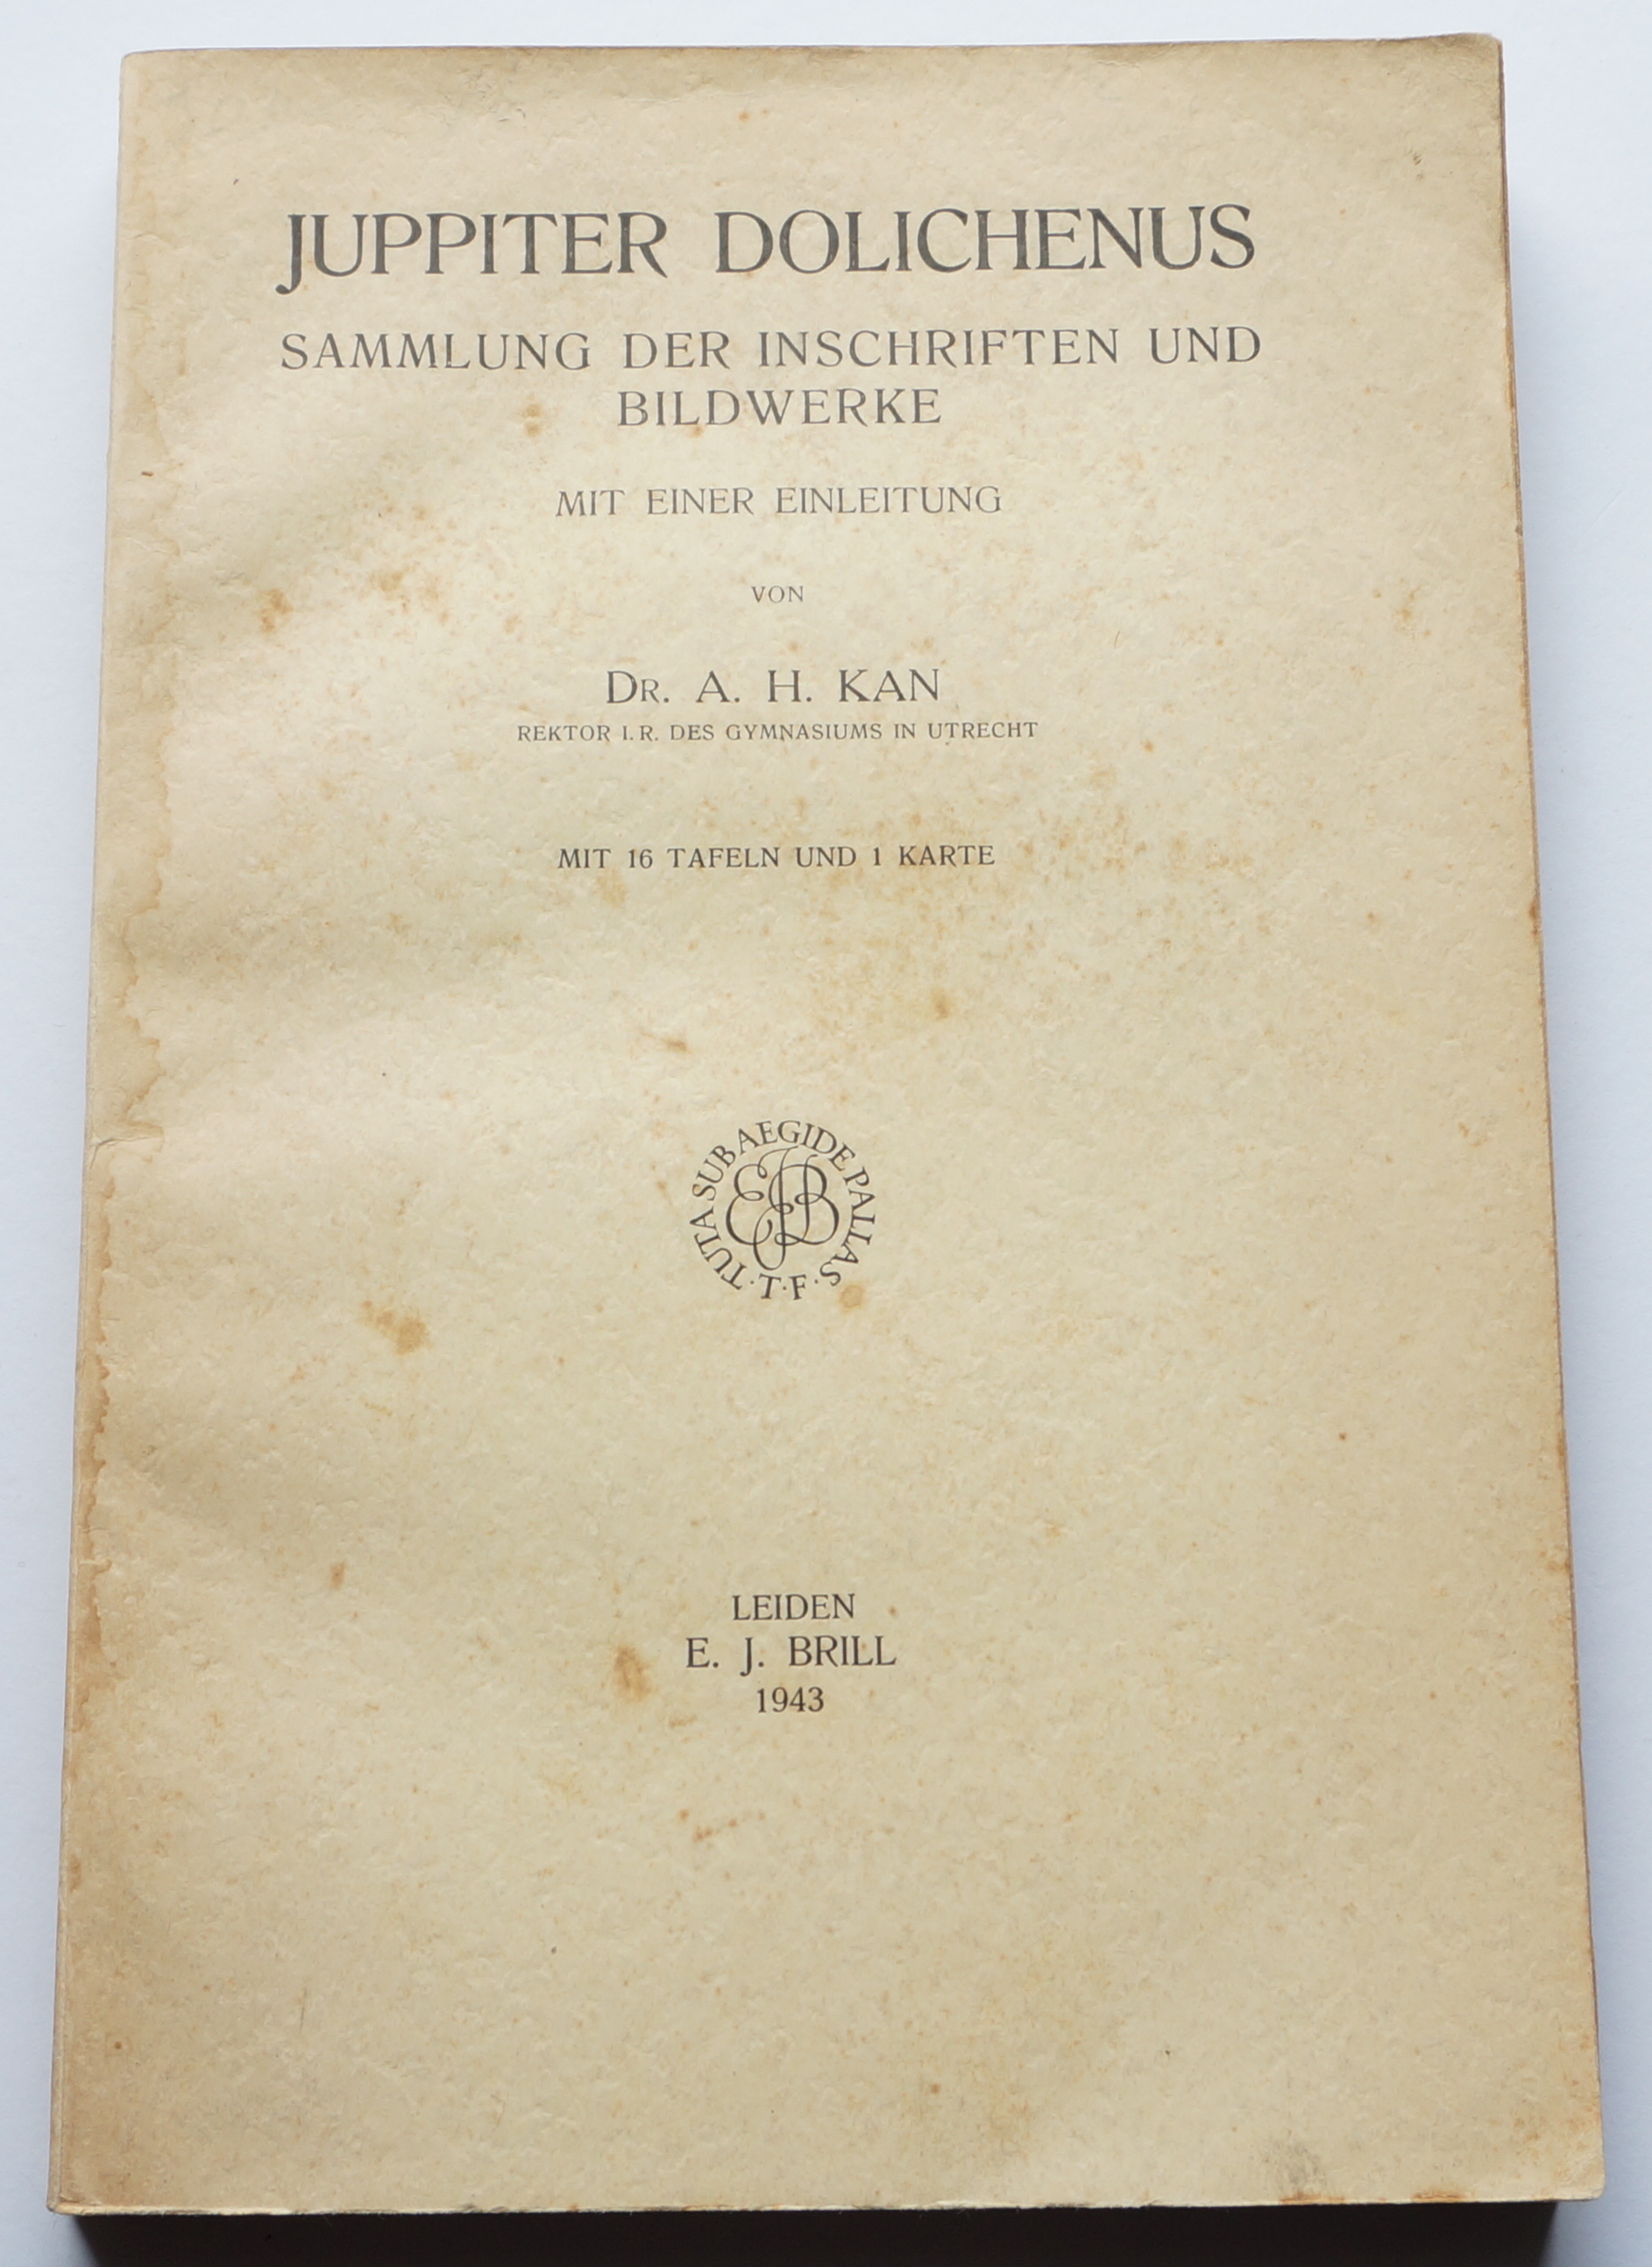 JUPPITER DOLICHENUS
SAMMLUNG DER INSCHRIFTEN UND
BILDWERKE
MIT EINER EINLEITUNG
VON
DR. A. H. KAN
REKTOR I. R. DES GYMNASIUMS IN UTRECHT
MIT 16 TAFELN UND 1 KARTE
TUTA SUB AEGIDE PALLAS
·T·F·
EJB
LEIDEN
E. J. BRILL
1943